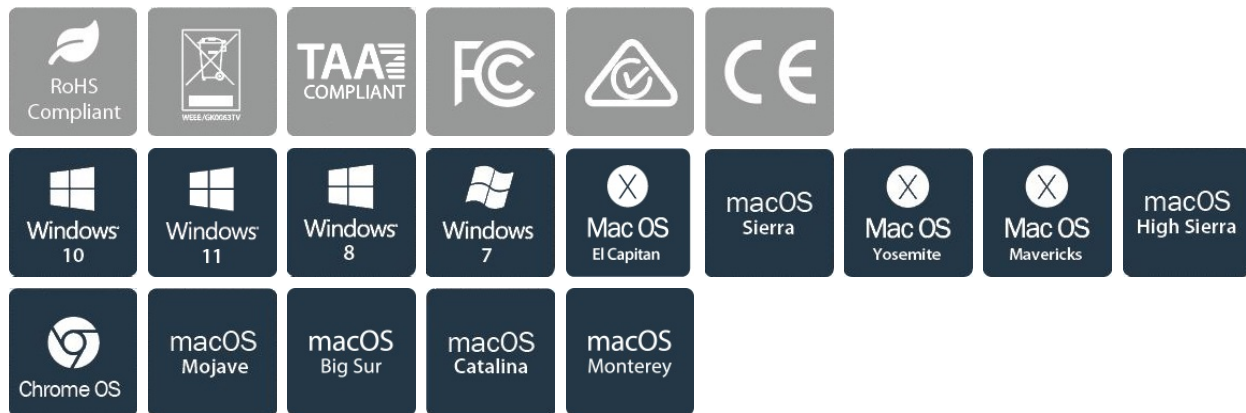 RoHS
Compliant
WEEE/GK0083TV
TAA
COMPLIANT
FC
CE
Windows
10
Windows
11
Windows
8
Windows
7
X
Mac OS
El Capitan
macOS
Sierra
X
Mac OS
Yosemite
X
Mac OS
Mavericks
macOS
High Sierra
Chrome OS
macOS
Mojave
macOS
Big Sur
macOS
Catalina
macOS
Monterey